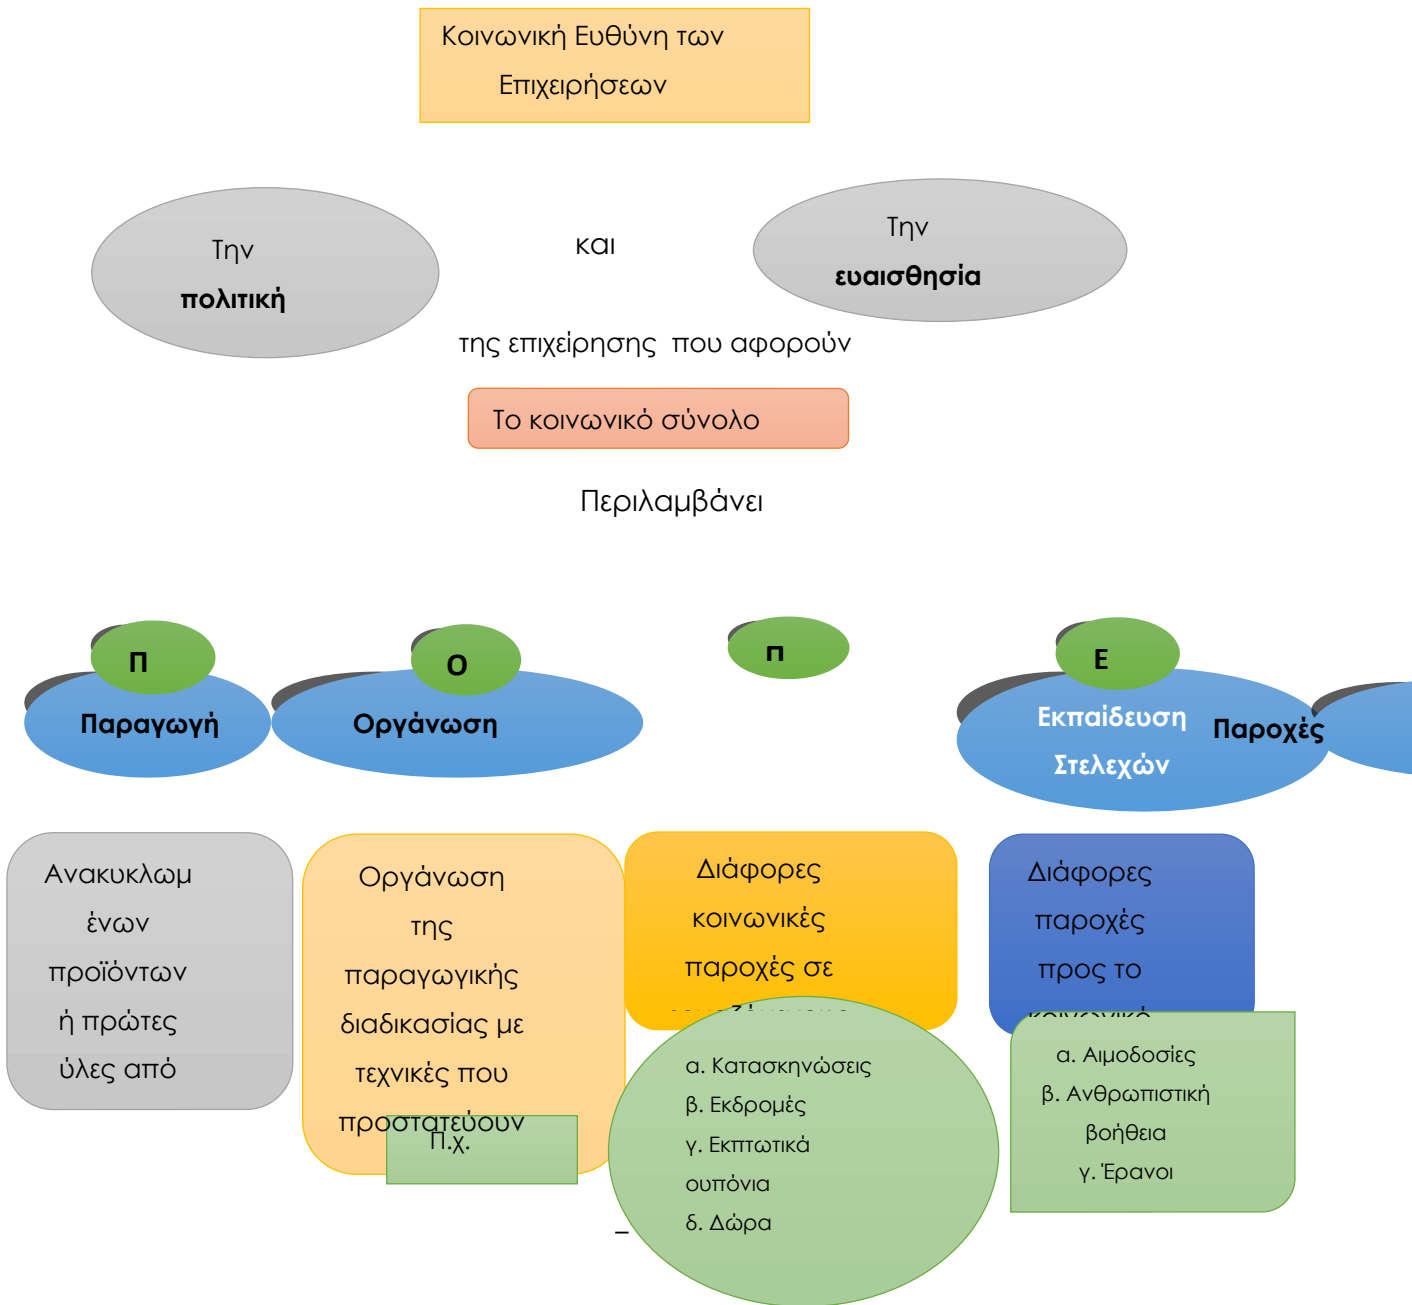 Κοινωνική Ευθύνη των
Επιχειρήσεων
Την
πολιτική
και
Την
ευαισθησία
της επιχείρησης που αφορούν
Το κοινωνικό σύνολο
Περιλαμβάνει
Π
Ο
π
Ε
Παραγωγή
Οργάνωση
Εκπαίδευση
Στελεχών
Παροχές
Ανακυκλωμ
ένων
προϊόντων
ή πρώτες
ύλες από
Οργάνωση
της
παραγωγικής
διαδικασίας με
τεχνικές που
προστατεύουν
Π.χ.
Διάφορες
κοινωνικές
παροχές σε
α. Κατασκηνώσεις
β. Εκδρομές
γ. Εκπτωτικά
ουπόνια
δ. Δώρα
–
Διάφορες
παροχές
προς το
κοινωνικό
α. Αιμοδοσίες
β. Ανθρωπιστική
βοήθεια
γ. Έρανοι